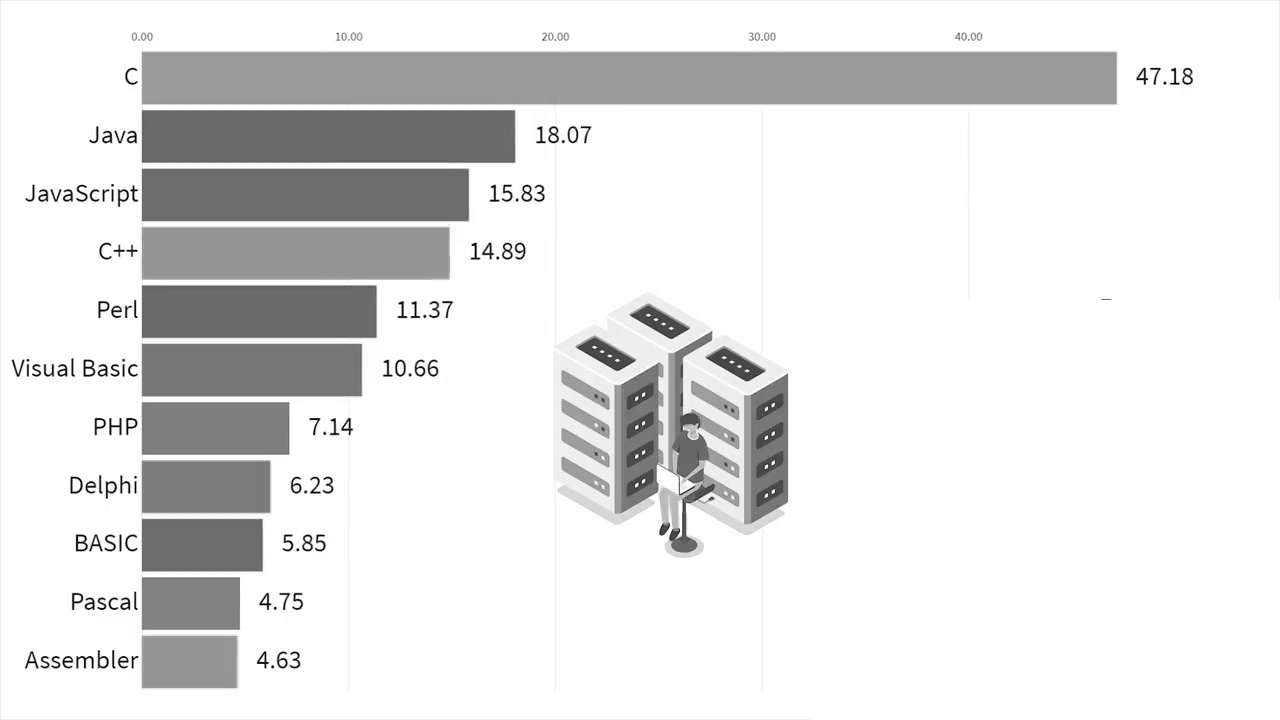 0.00 10.00 20.00 30.00 40.00
C 47.18
Java 18.07
JavaScript 15.83
C++ 14.89
Perl 11.37
Visual Basic 10.66
PHP 7.14
Delphi 6.23
BASIC 5.85
Pascal 4.75
Assembler 4.63